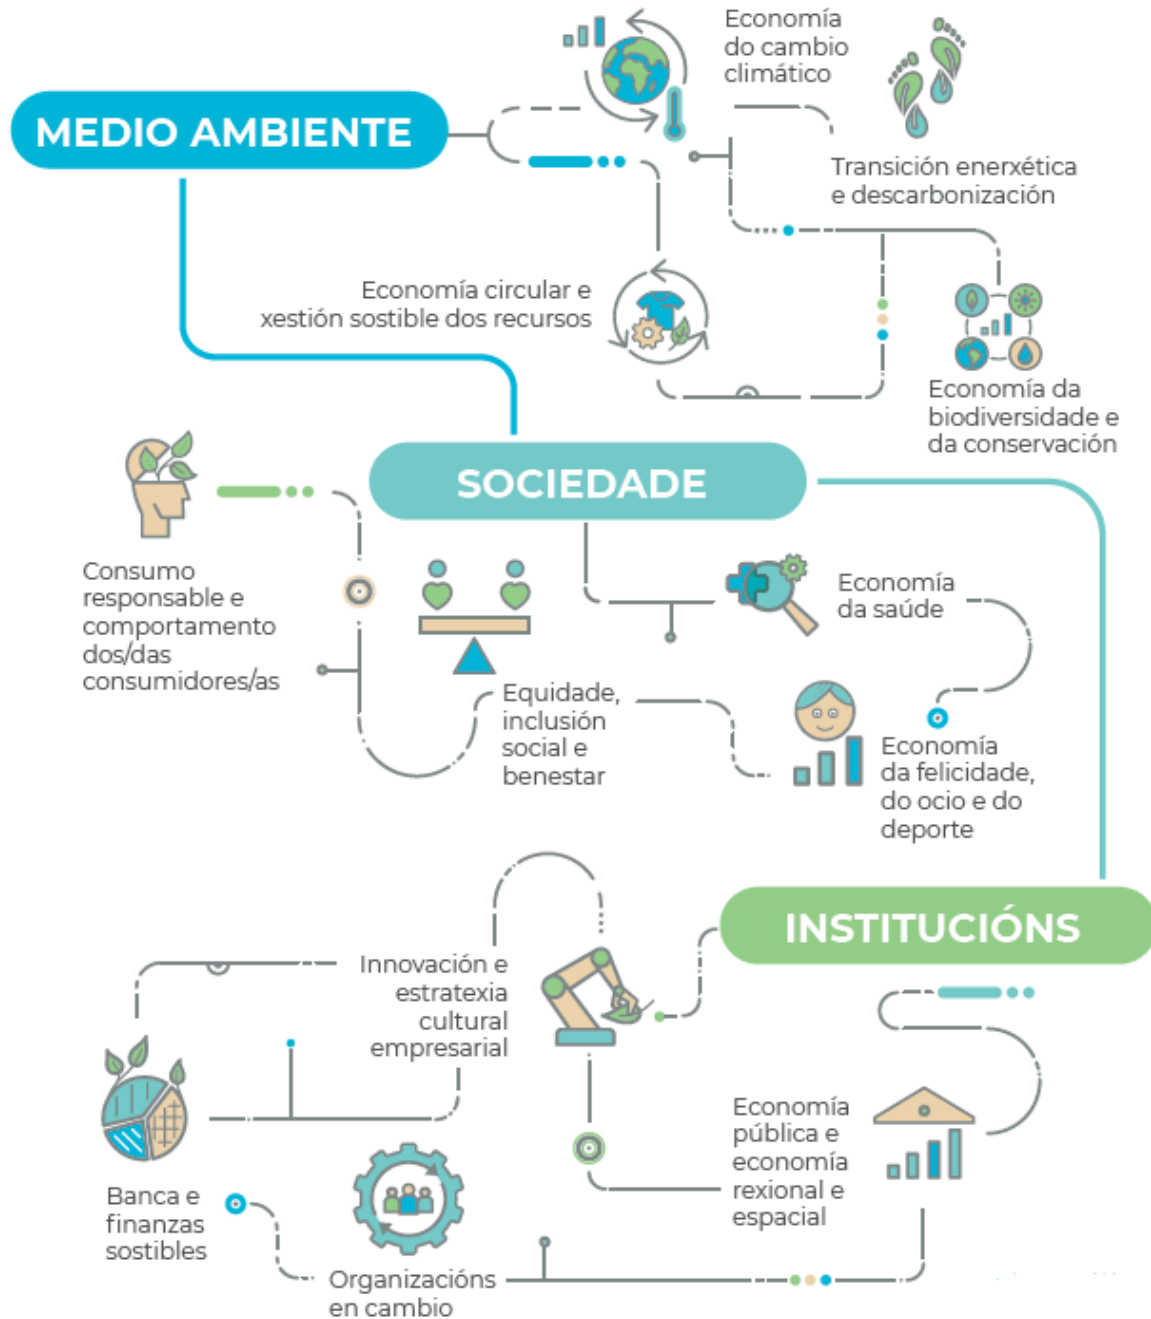 Economía
do cambio
climático
MEDIO AMBIENTE
Transición enerxética
e descarbonización
Economía circular e
xestión sostible dos recursos
Economía da
biodiversidade e
da conservación
SOCIEDADE
Consumo
responsable e
comportamento
dos/das
consumidores/as
Economía
da saúde
Equidade,
inclusión
social e
benestar
Economía
da felicidade,
do ocio e do
deporte
INSTITUCIÓNS
Innovación e
estratexia
cultural
empresarial
Economía
pública e
economía
rexional e
espacial
Banca e
finanzas
sostibles
Organizacións
en cambio